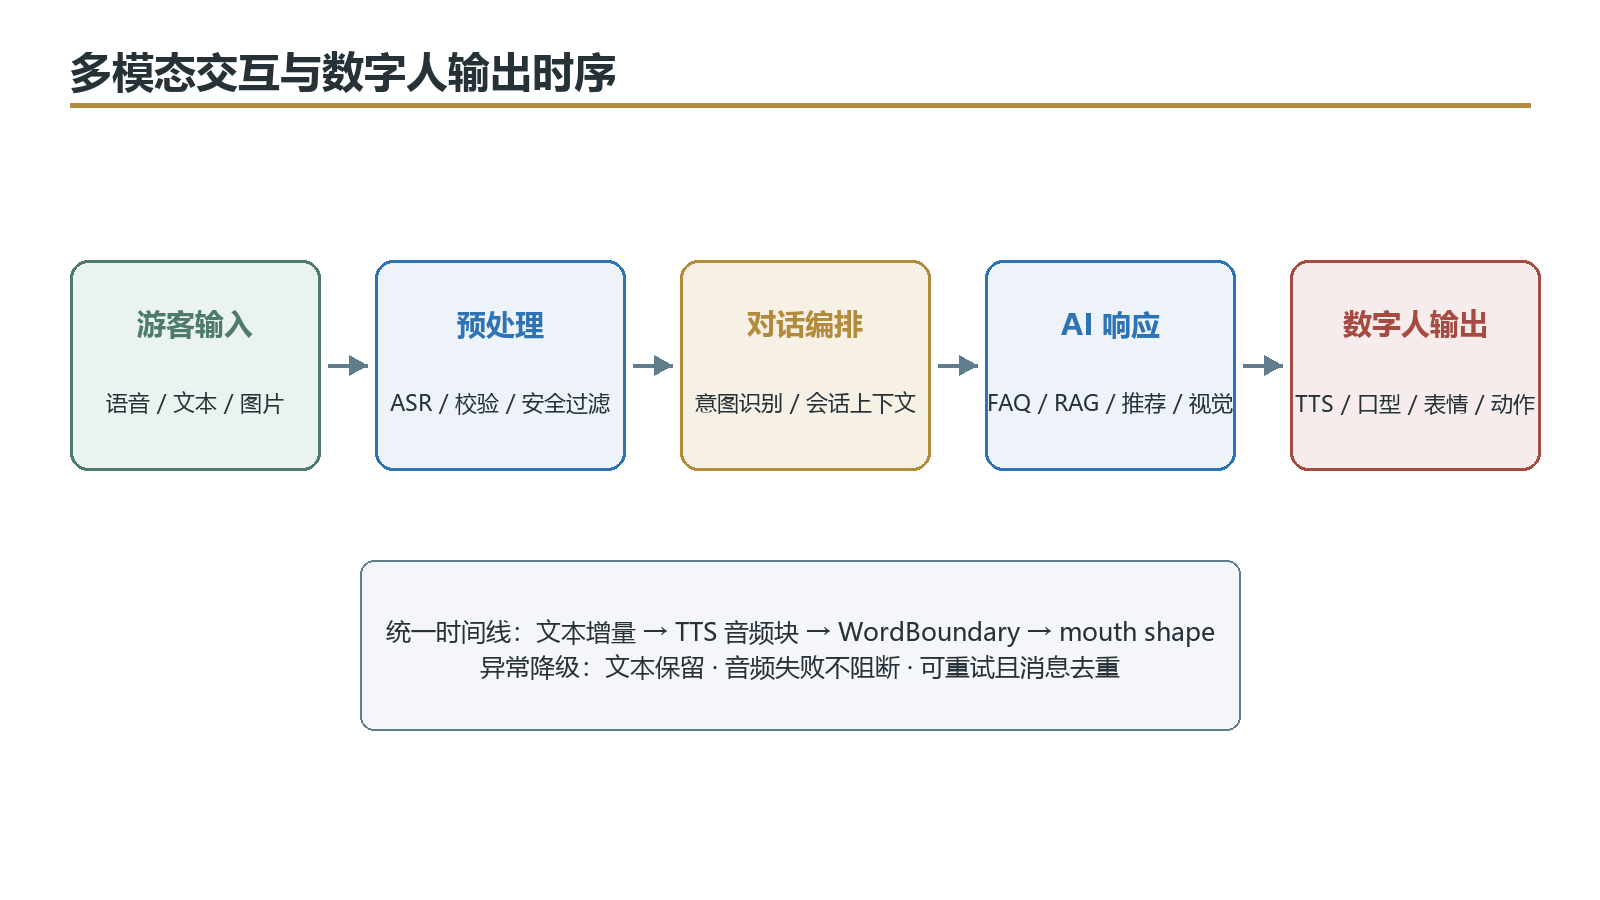 多模态交互与数字人输出时序
游客输入
语音 / 文本 / 图片
预处理
ASR / 校验 / 安全过滤
对话编排
意图识别 / 会话上下文
AI 响应
FAQ / RAG / 推荐 / 视觉
数字人输出
TTS / 口型 / 表情 / 动作
统一时间线：文本增量 → TTS 音频块 → WordBoundary → mouth shape
异常降级：文本保留 · 音频失败不阻断 · 可重试且消息去重